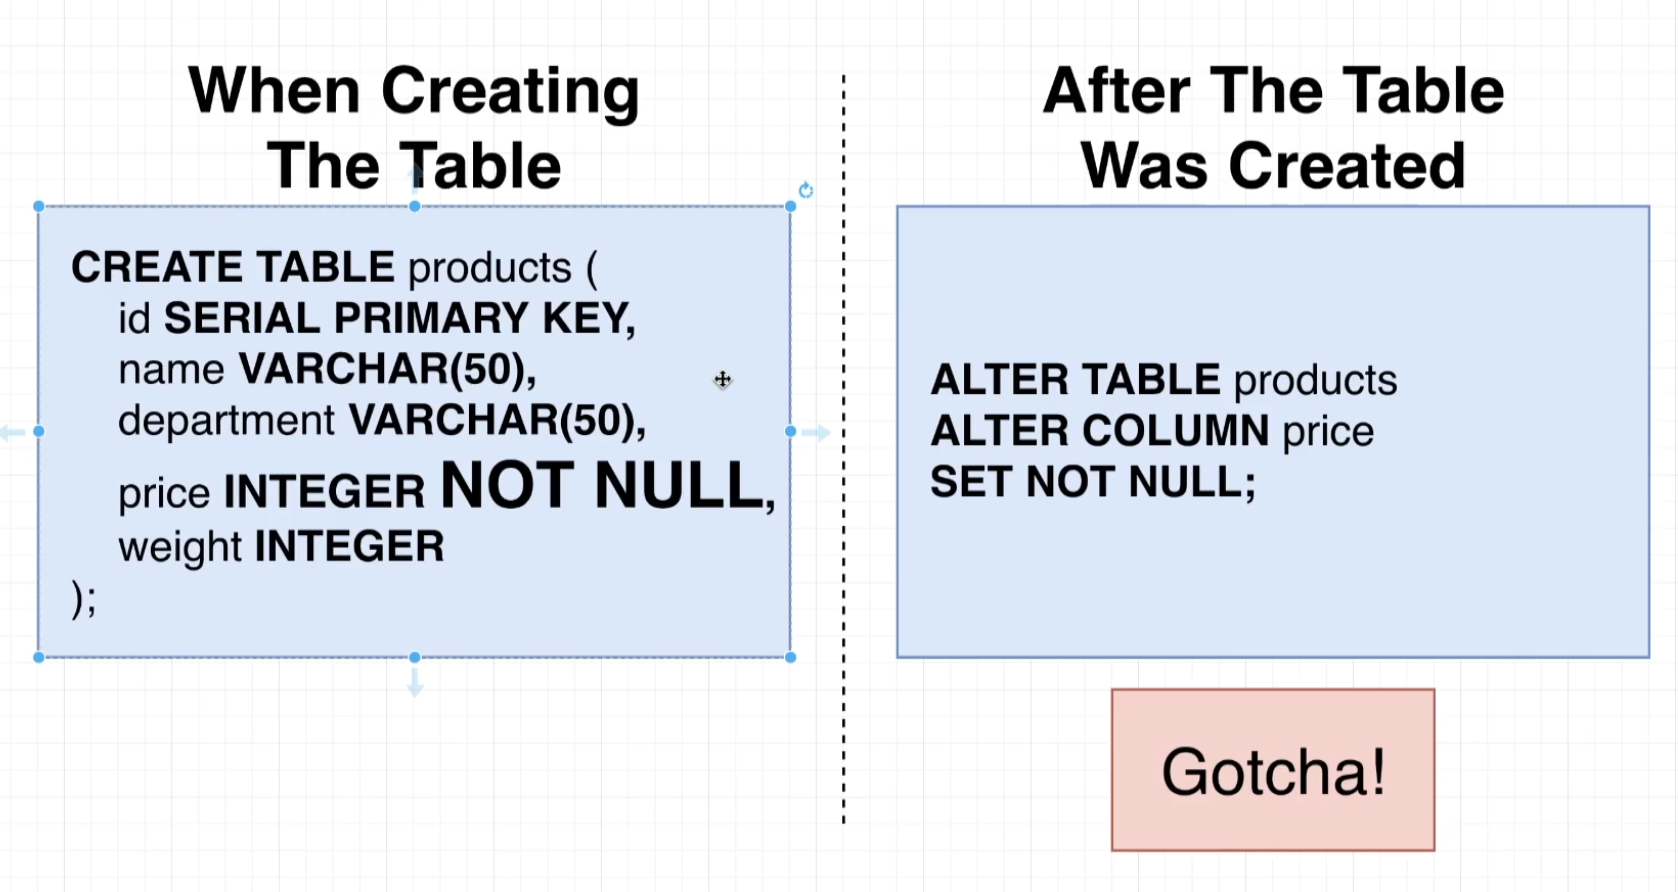 When Creating
The Table
CREATE TABLE products (
id SERIAL PRIMARY KEY,
name VARCHAR(50),
department VARCHAR(50),
price INTEGER NOT NULL,
weight INTEGER
);
After The Table
Was Created
ALTER TABLE products
ALTER COLUMN price
SET NOT NULL;
Gotcha!